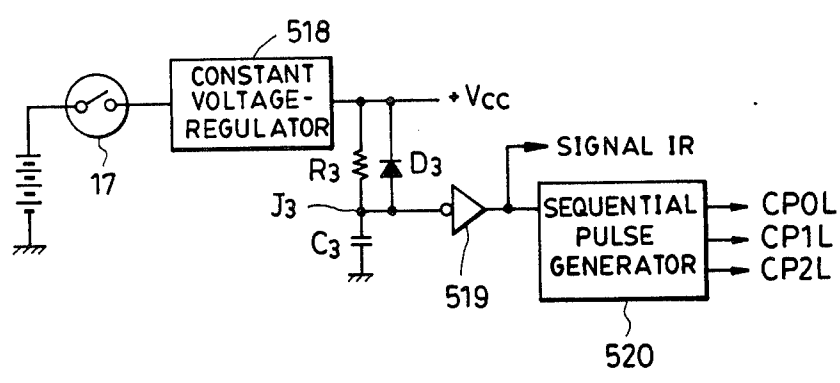 518
CONSTANT
VOLTAGE-
REGULATOR
+VCC
17
R3
D3
J3
C3
519
SIGNAL IR
SEQUENTIAL
PULSE
GENERATOR
CP0L
CP1L
CP2L
520